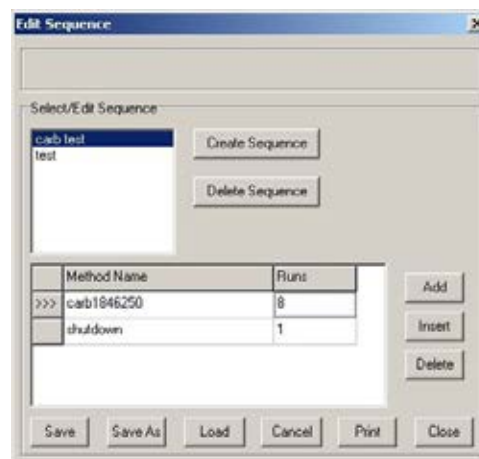 Edit Sequence
Select/Edit Sequence
carb test
test
Create Sequence
Delete Sequence
Method Name Runs
>>> carb1846250 8
shutdown 1
Add
Insert
Delete
Save Save As Load Cancel Print Close